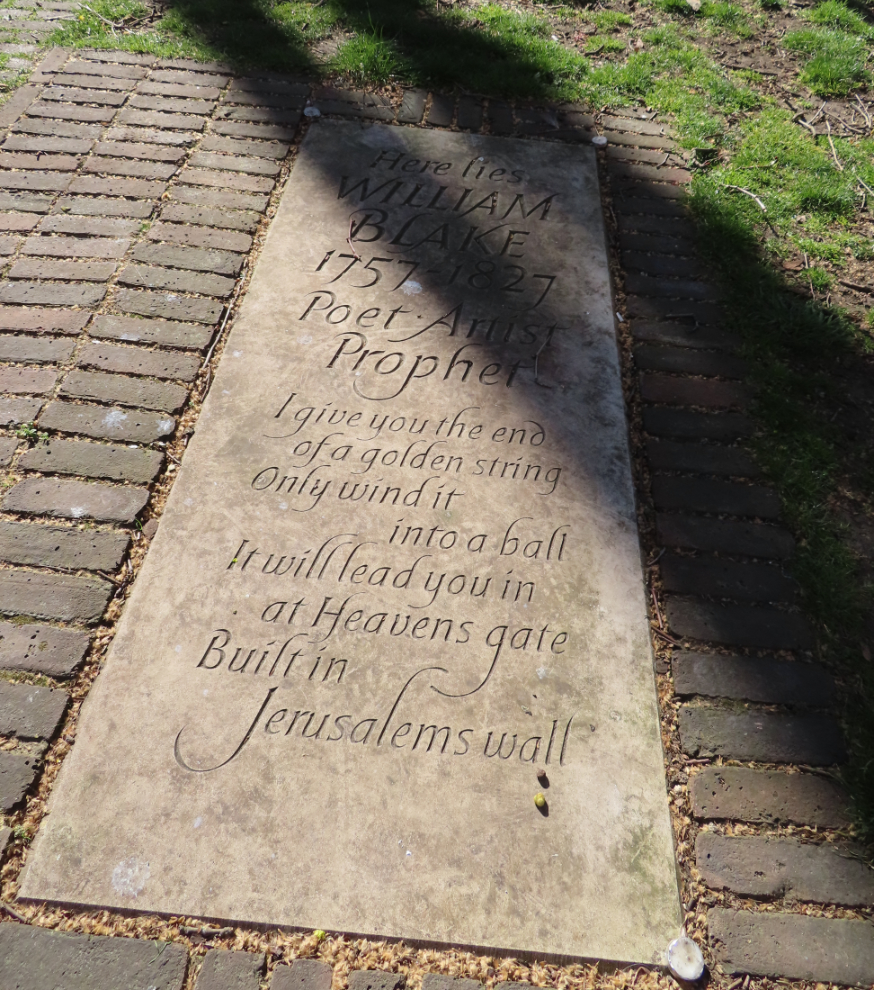 Here lies
WILLIAM
BLAKE
1757-1827
Poet·Artist
Prophet
I give you the end
of a golden string
Only wind it
into a ball
It will lead you in
at Heavens gate
Built in
Jerusalems wall